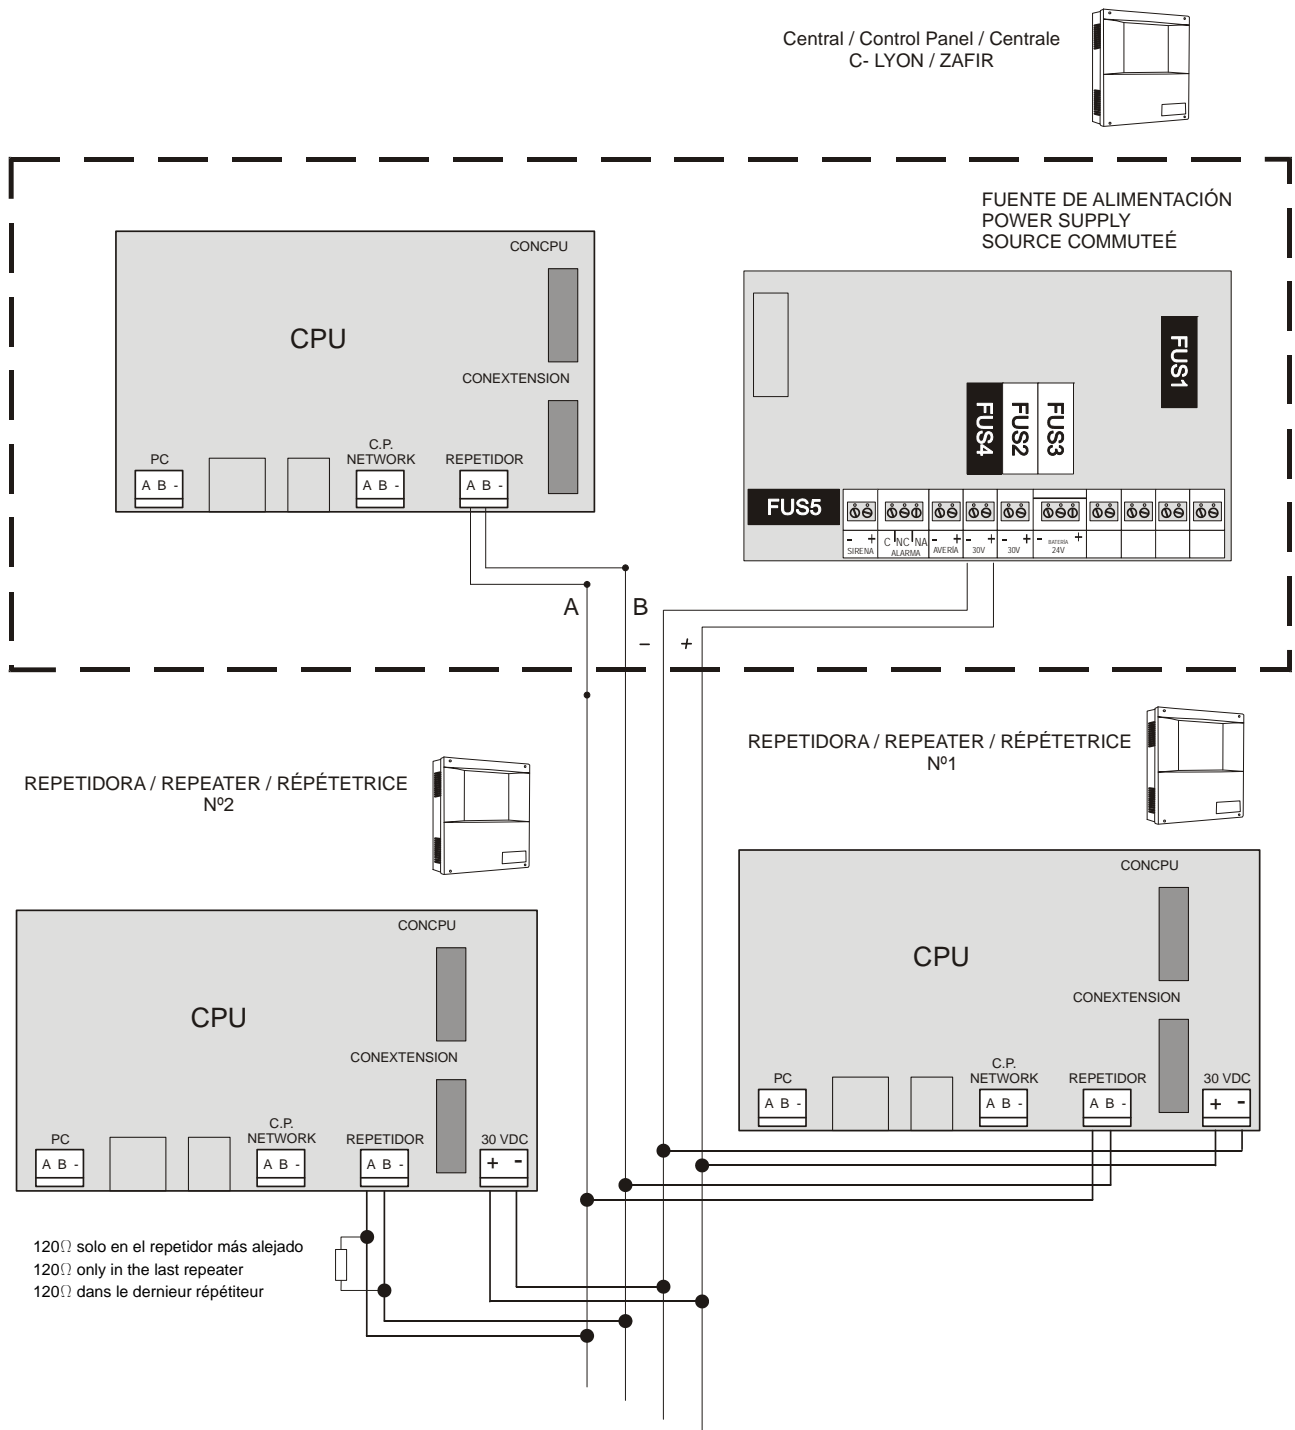 Central / Control Panel / Centrale
C- LYON / ZAFIR
FUENTE DE ALIMENTACIÓN
POWER SUPPLY
SOURCE COMMUTEÉ
CONCPU
CPU
CONEXTENSION
PC
A B -
C.P.
NETWORK
A B -
REPETIDOR
A B -
FUS1
FUS4
FUS2
FUS3
FUS5
- +
SIRENA
C NC NA
ALARMA
- +
AVERÍA
- +
30V
- +
30V
- BATERÍA +
24V
A
B
-
+
REPETIDORA / REPEATER / RÉPÉTETRICE
Nº1
REPETIDORA / REPEATER / RÉPÉTETRICE
Nº2
CONCPU
CPU
CONEXTENSION
PC
A B -
C.P.
NETWORK
A B -
REPETIDOR
A B -
30 VDC
+ -
CONCPU
CPU
CONEXTENSION
PC
A B -
C.P.
NETWORK
A B -
REPETIDOR
A B -
30 VDC
+ -
120Ω solo en el repetidor más alejado
120Ω only in the last repeater
120Ω dans le dernieur répétiteur